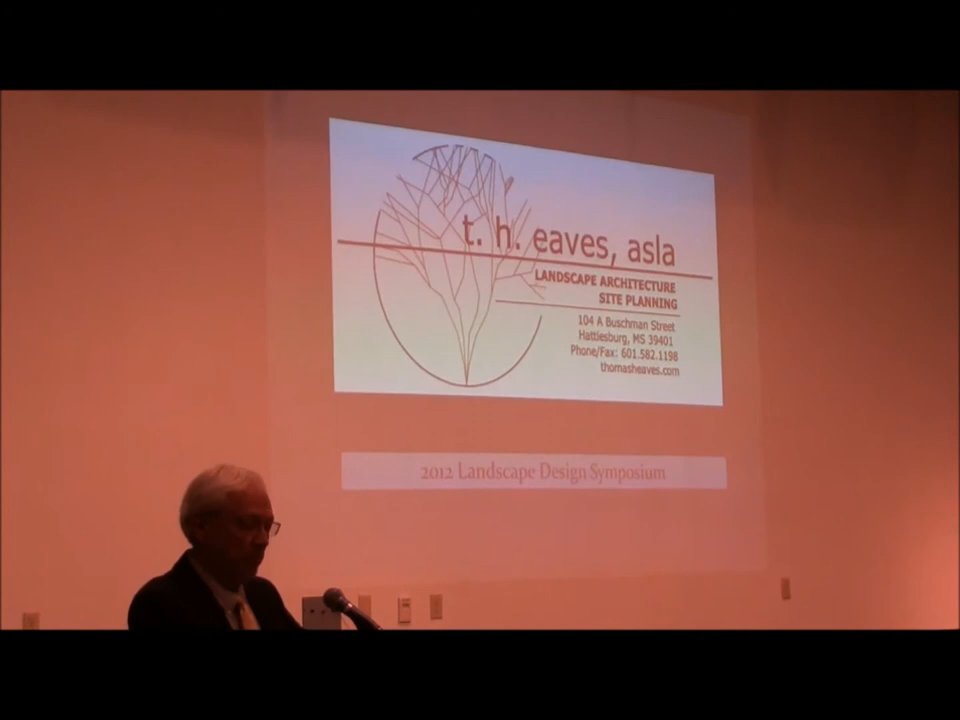 t. h. eaves, asla
LANDSCAPE ARCHITECTURE
SITE PLANNING
104 A Buschman Street
Hattiesburg, MS 39401
Phone/Fax: 601.582.1198
thomasheaves.com
2012 Landscape Design Symposium